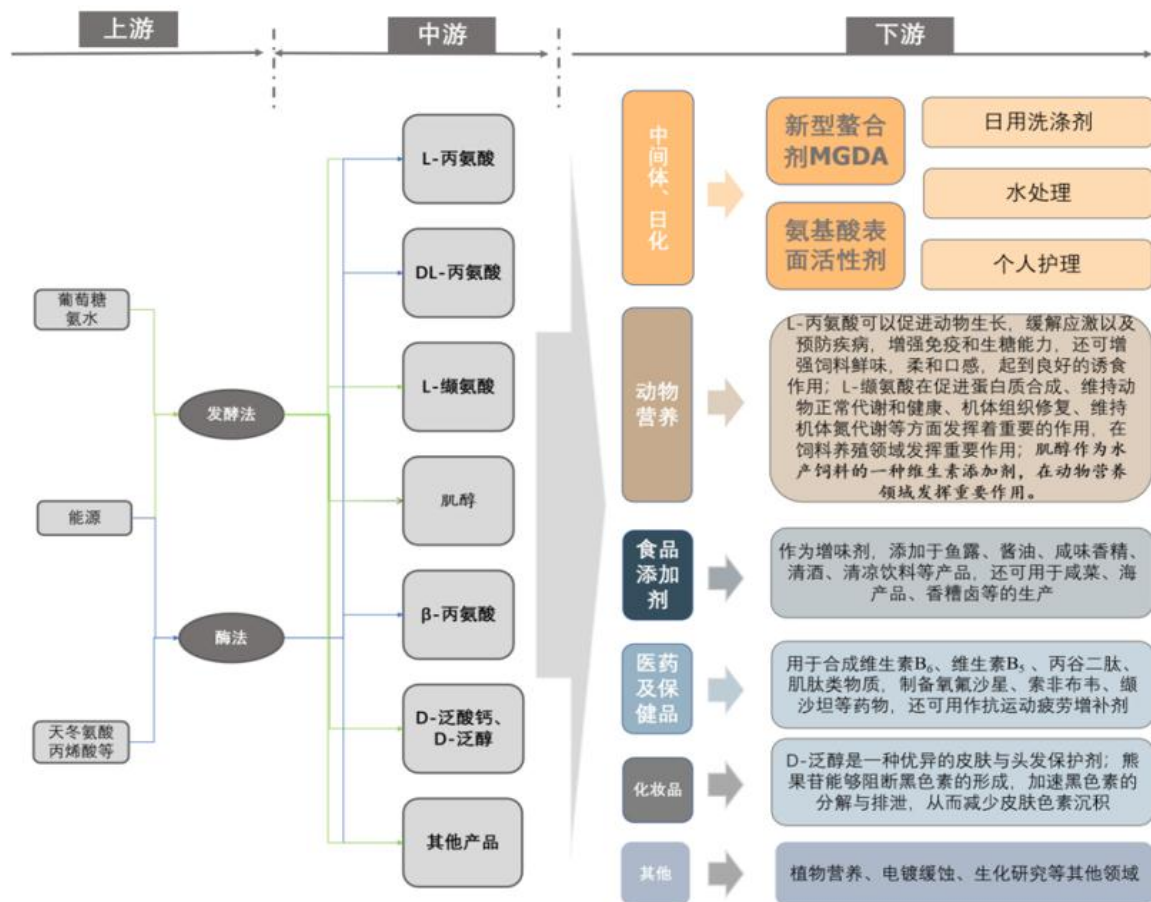 上游
中游
下游
葡萄糖
氨水
能源
天冬氨酸
丙烯酸等
发酵法
酶法
L-丙氨酸
DL-丙氨酸
L-缬氨酸
肌醇
β-丙氨酸
D-泛酸钙、
D-泛醇
其他产品
中间体、日化
新型螯合
剂MGDA
氨基酸表
面活性剂
日用洗涤剂
水处理
个人护理
动物
营养
L-丙氨酸可以促进动物生长，缓解应激以及
预防疾病，增强免疫和生糖能力，还可增
强饲料鲜味，柔和口感，起到良好的诱食
作用；L-缬氨酸在促进蛋白质合成、维持动
物正常代谢和健康、机体组织修复、维持
机体氮代谢等方面发挥着重要的作用，在
饲料养殖领域发挥重要作用；肌醇作为水
产饲料的一种维生素添加剂，在动物营养
领域发挥重要作用。
食品
添加
剂
作为增味剂，添加于鱼露、酱油、咸味香精、
清酒、清凉饮料等产品，还可用于咸菜、海
产品、香糟卤等的生产
医药
及保
健品
用于合成维生素B₆、维生素B₅、丙谷二肽、
肌肽类物质，制备氧氟沙星、索非布韦、缬
沙坦等药物，还可用作抗运动疲劳增补剂
化妆品
D-泛醇是一种优异的皮肤与头发保护剂；熊
果苷能够阻断黑色素的形成，加速黑色素的
分解与排泄，从而减少皮肤色素沉积
其他
植物营养、电镀缓蚀、生化研究等其他领域